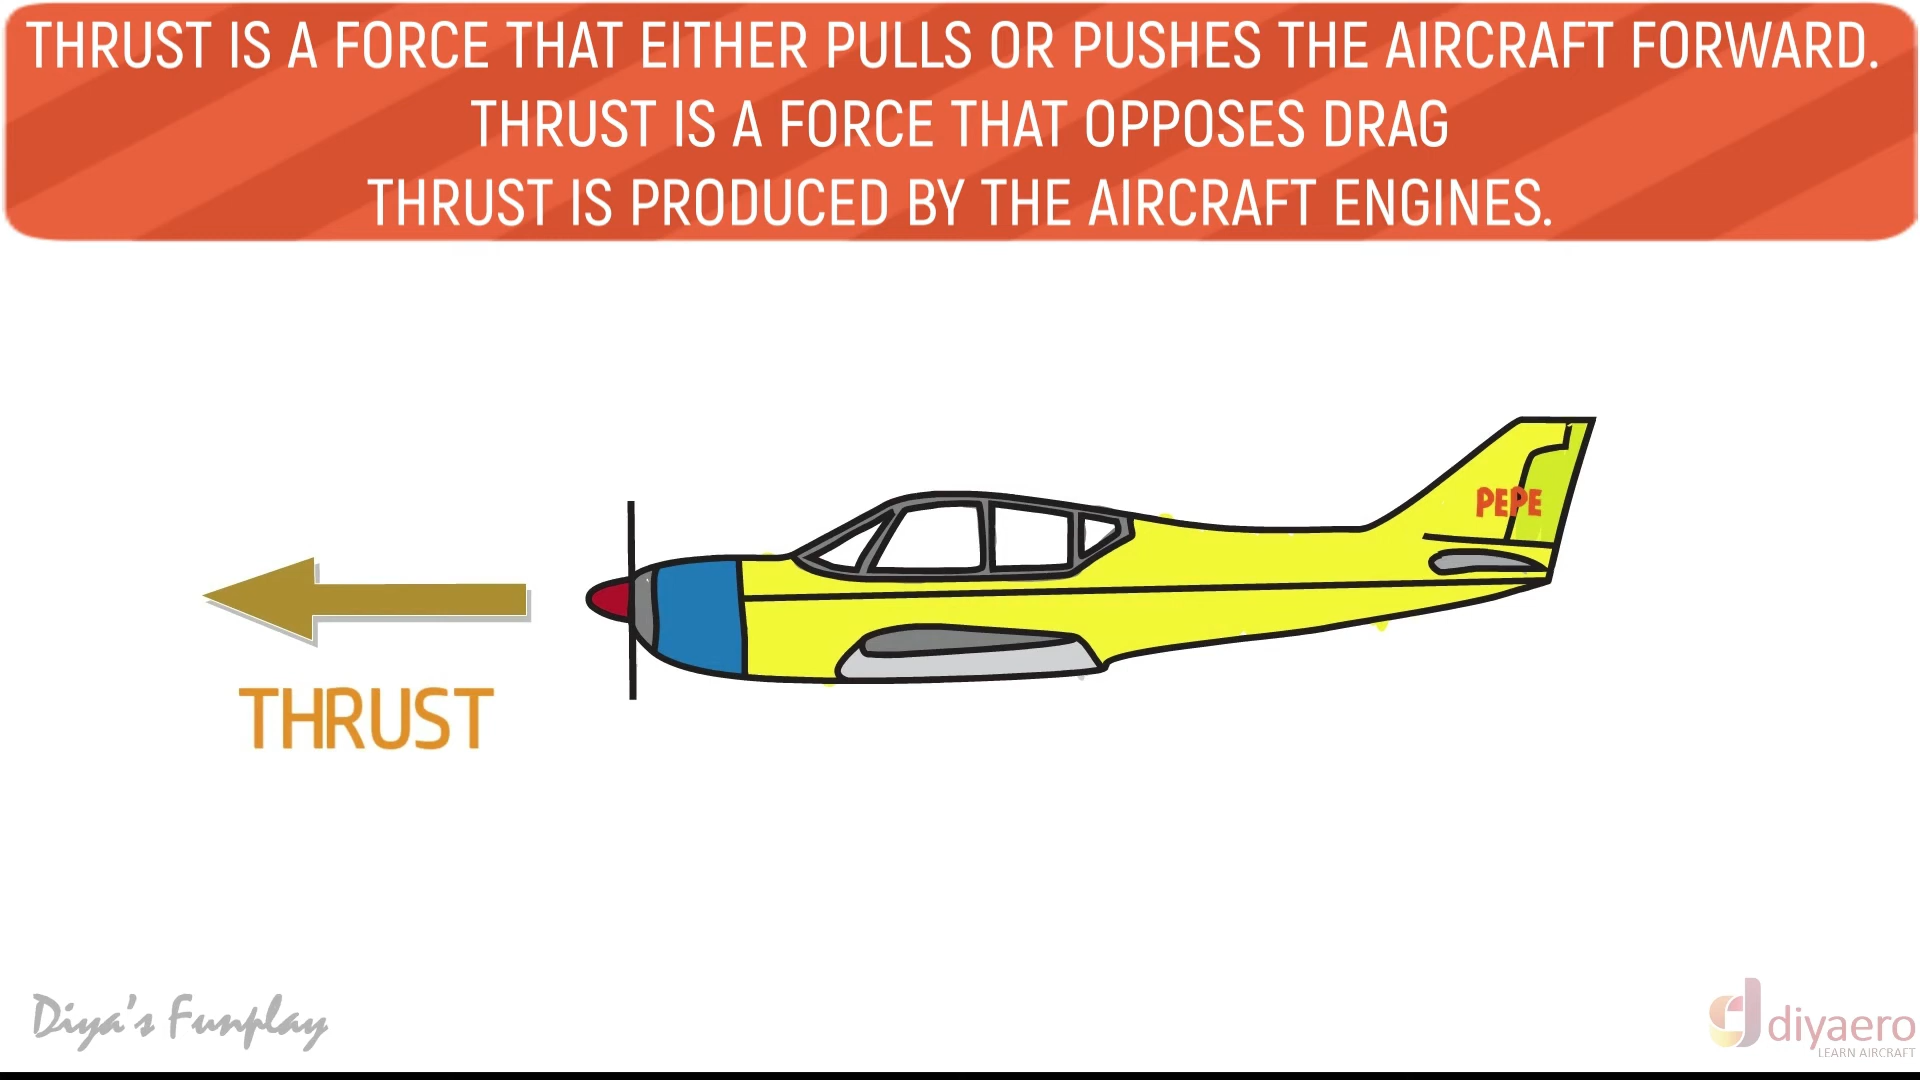 THRUST IS A FORCE THAT EITHER PULLS OR PUSHES THE AIRCRAFT FORWARD.
THRUST IS A FORCE THAT OPPOSES DRAG
THRUST IS PRODUCED BY THE AIRCRAFT ENGINES.
PEPE
THRUST
Diya's Funplay
diyaero
LEARN AIRCRAFT